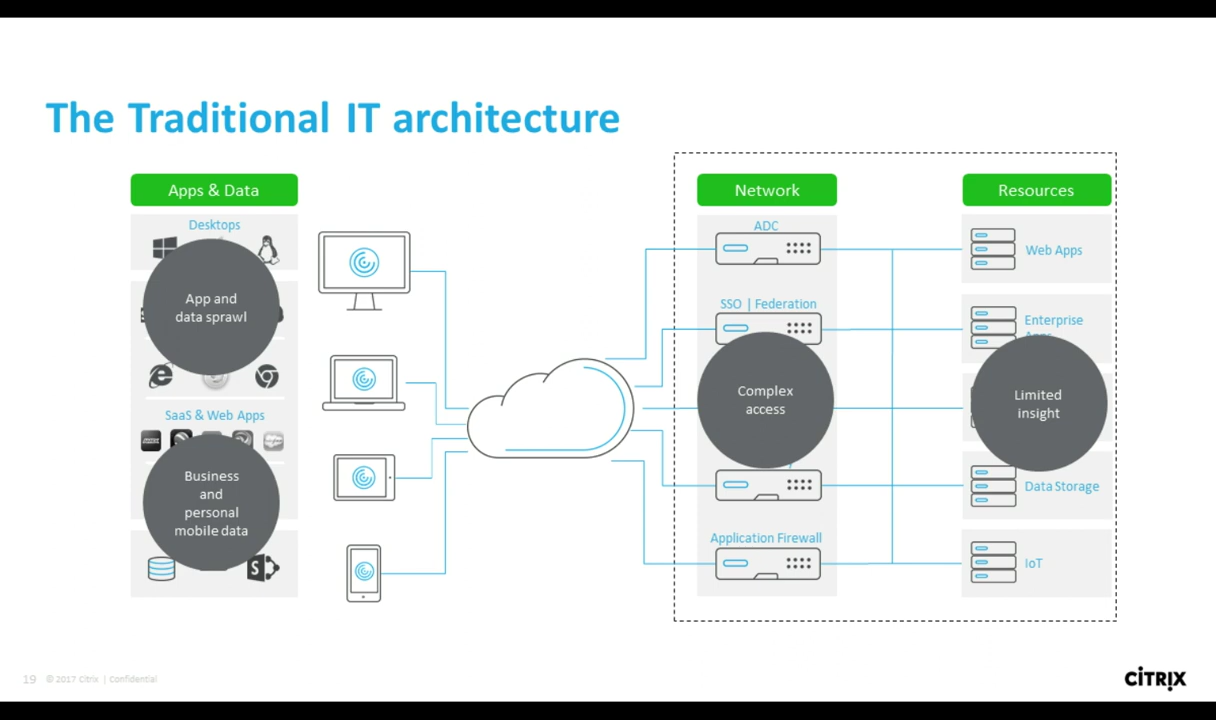 The Traditional IT architecture
Apps & Data
Network
Resources
Desktops
App and
data sprawl
SaaS & Web Apps
Business
and
personal
mobile data
ADC
SSO | Federation
Complex
access
Application Firewall
Web Apps
Enterprise
Limited
insight
Data Storage
IoT
19 © 2017 Citrix | Confidential
CİTRIX